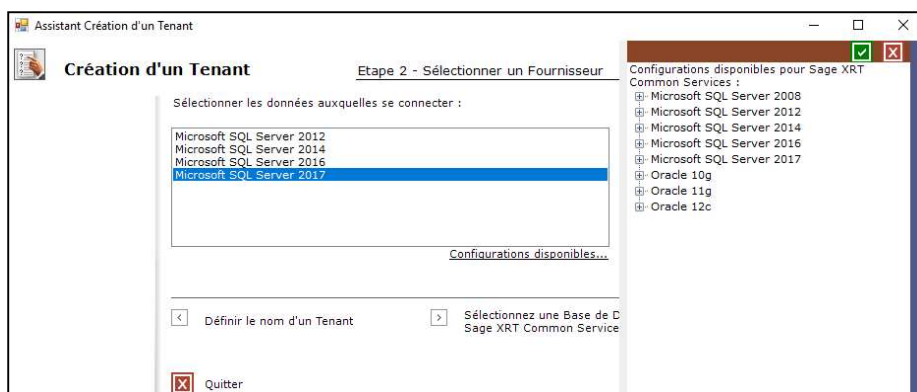 Assistant Création d'un Tenant
Création d'un Tenant
Etape 2 - Sélectionner un Fournisseur
Sélectionner les données auxquelles se connecter :
Microsoft SQL Server 2012
Microsoft SQL Server 2014
Microsoft SQL Server 2016
Microsoft SQL Server 2017
Configurations disponibles...
Définir le nom d'un Tenant
Sélectionnez une Base de D
Sage XRT Common Service
Quitter
Configurations disponibles pour Sage XRT
Common Services :
Microsoft SQL Server 2008
Microsoft SQL Server 2012
Microsoft SQL Server 2014
Microsoft SQL Server 2016
Microsoft SQL Server 2017
Oracle 10g
Oracle 11g
Oracle 12c